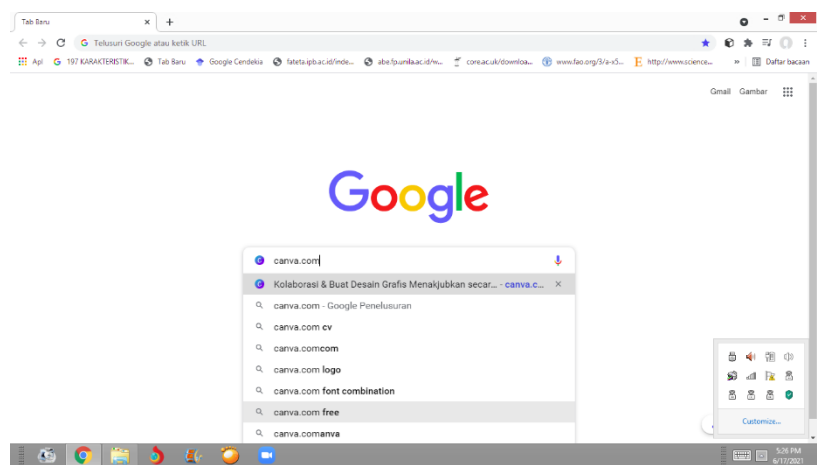 Tab Baru
Telusuri Google atau ketik URL
Api
197 KARAKTERISTIK...
Tab Baru
Google Cendekia
fateta.ipb.ac.id/inde...
abe.fp.unila.ac.id/w...
core.ac.uk/downloa...
www.fao.org/3/a-x5...
http://www.science...
»
Daftar bacaan
Gmail Gambar
Google
canva.com
Kolaborasi & Buat Desain Grafis Menakjubkan secar... - canva.c...
canva.com - Google Penelusuran
canva.com cv
canva.comcom
canva.com logo
canva.com font combination
canva.com free
canva.comanva
Customize...
5:26 PM
6/17/2021